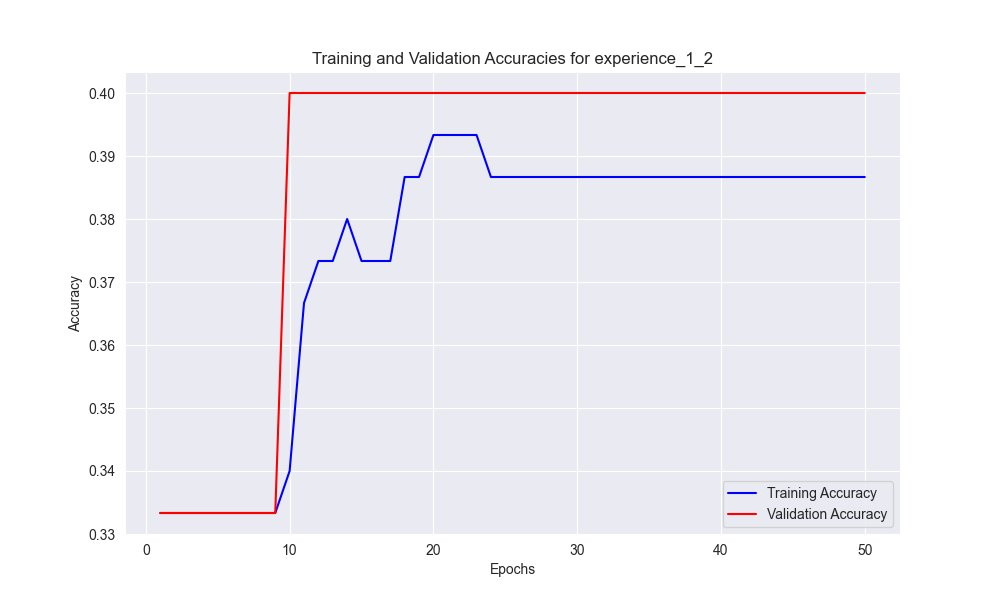 Training and Validation Accuracies for experience_1_2
Accuracy
0.40
0.39
0.38
0.37
0.36
0.35
0.34
0.33
0 10 20 30 40 50
Epochs
Training Accuracy
Validation Accuracy